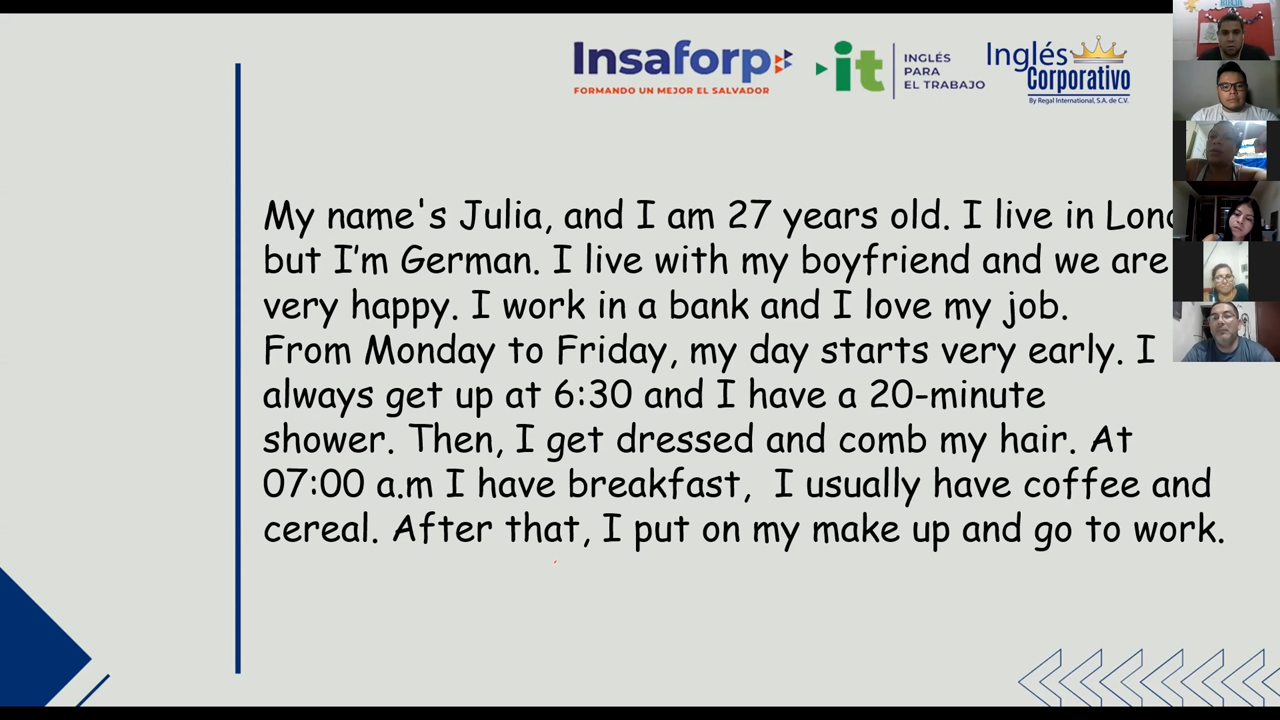 Insaforp
FORMANDO UN MEJOR EL SALVADOR
it
INGLÉS
PARA
EL TRABAJO
Inglés
Corporativo
By Regal International, S.A. de C.V.
My name's Julia, and I am 27 years old. I live in
but I'm German. I live with my boyfriend and we are
very happy. I work in a bank and I love my job.
From Monday to Friday, my day starts very early. I
always get up at 6:30 and I have a 20-minute
shower. Then, I get dressed and comb my hair. At
07:00 a.m I have breakfast, I usually have coffee and
cereal. After that, I put on my make up and go to work.